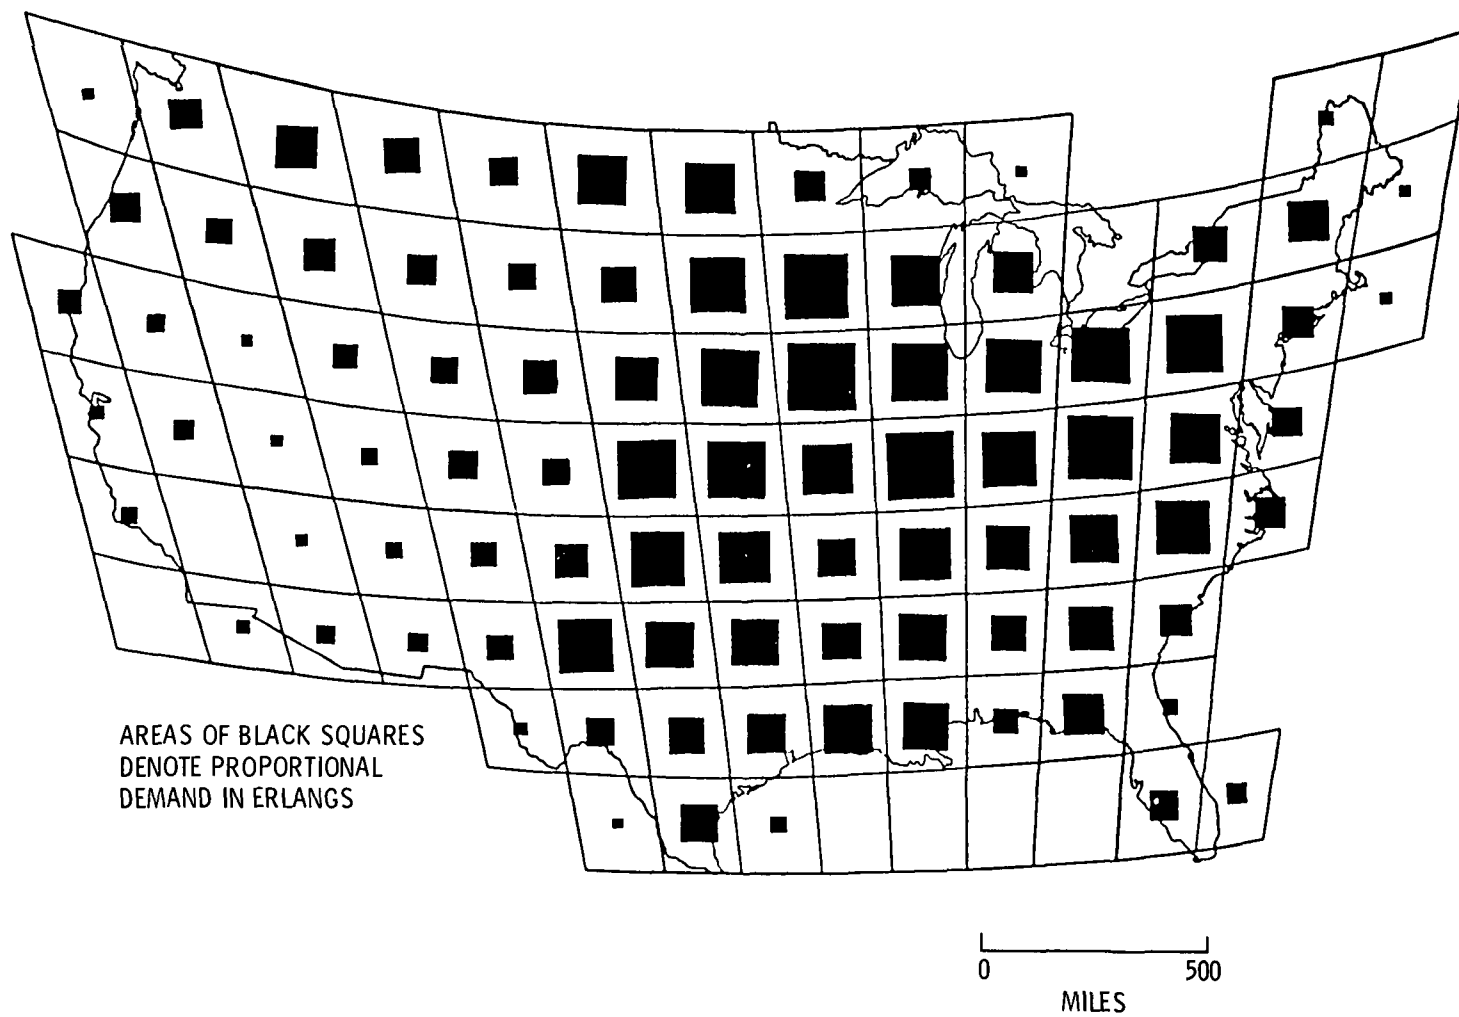 AREAS OF BLACK SQUARES
DENOTE PROPORTIONAL
DEMAND IN ERLANGS
0 500
MILES